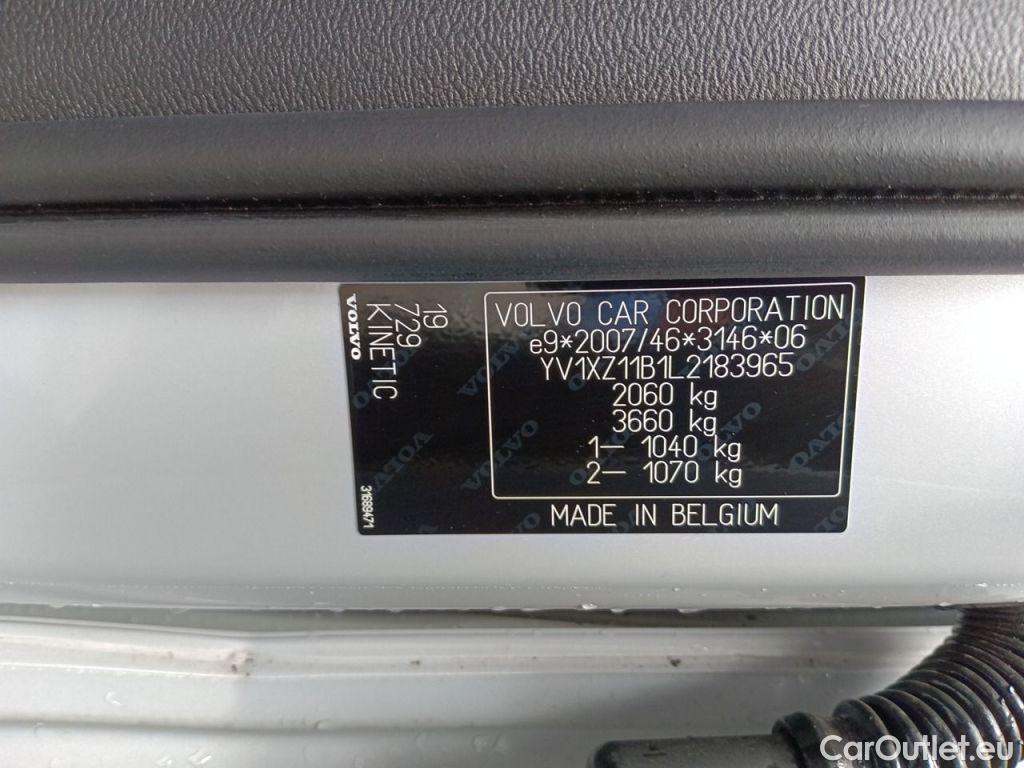 VOLVO CAR CORPORATION
e9*2007/46*3146*06
YV1XZ11B1L2183965
2060 kg
3660 kg
1– 1040 kg
2– 1070 kg
MADE IN BELGIUM
19
729
KINETIC
VOLVO
31689471
CarOutlet.eu